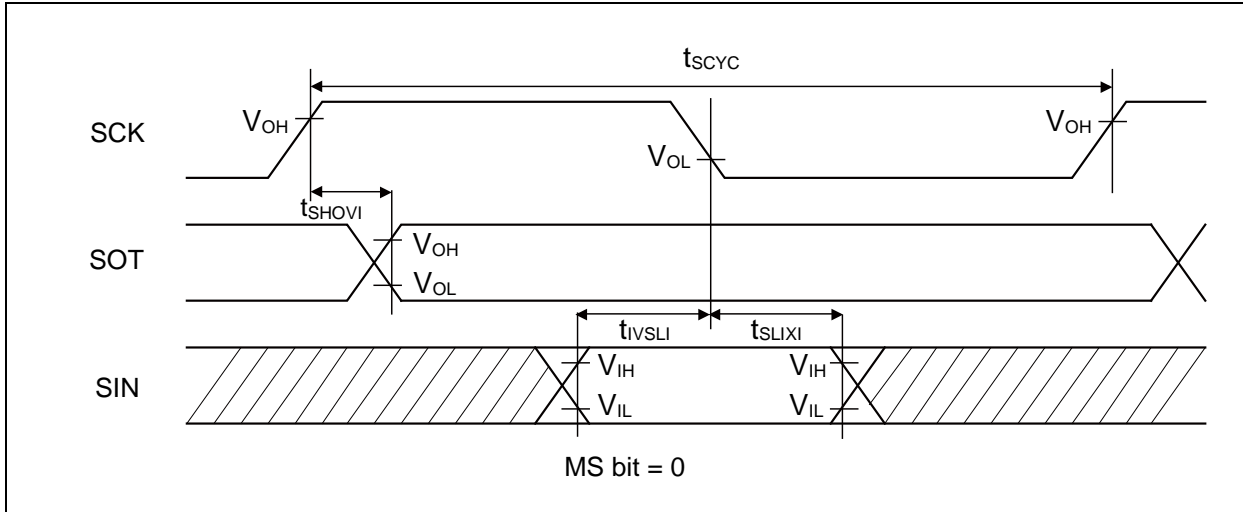 tSCYC
SCK
VOH
VOH
VOL
tSHOVI
SOT
VOH
VOL
tIVSLI
tSLIXI
SIN
VIH
VIH
VIL
VIL
MS bit = 0